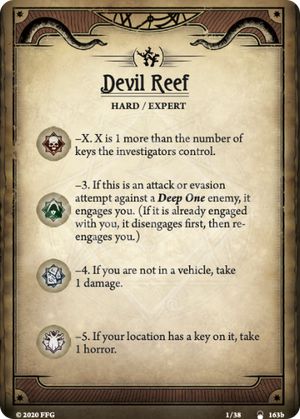 Devil Reef
HARD / EXPERT
–X. X is 1 more than the number of
keys the investigators control.
–3. If this is an attack or evasion
attempt against a Deep One enemy, it
engages you. (If it is already engaged
with you, it disengages first, then re-
engages you.)
–4. If you are not in a vehicle, take
1 damage.
–5. If your location has a key on it, take
1 horror.
© 2020 FFG
1/38
163b